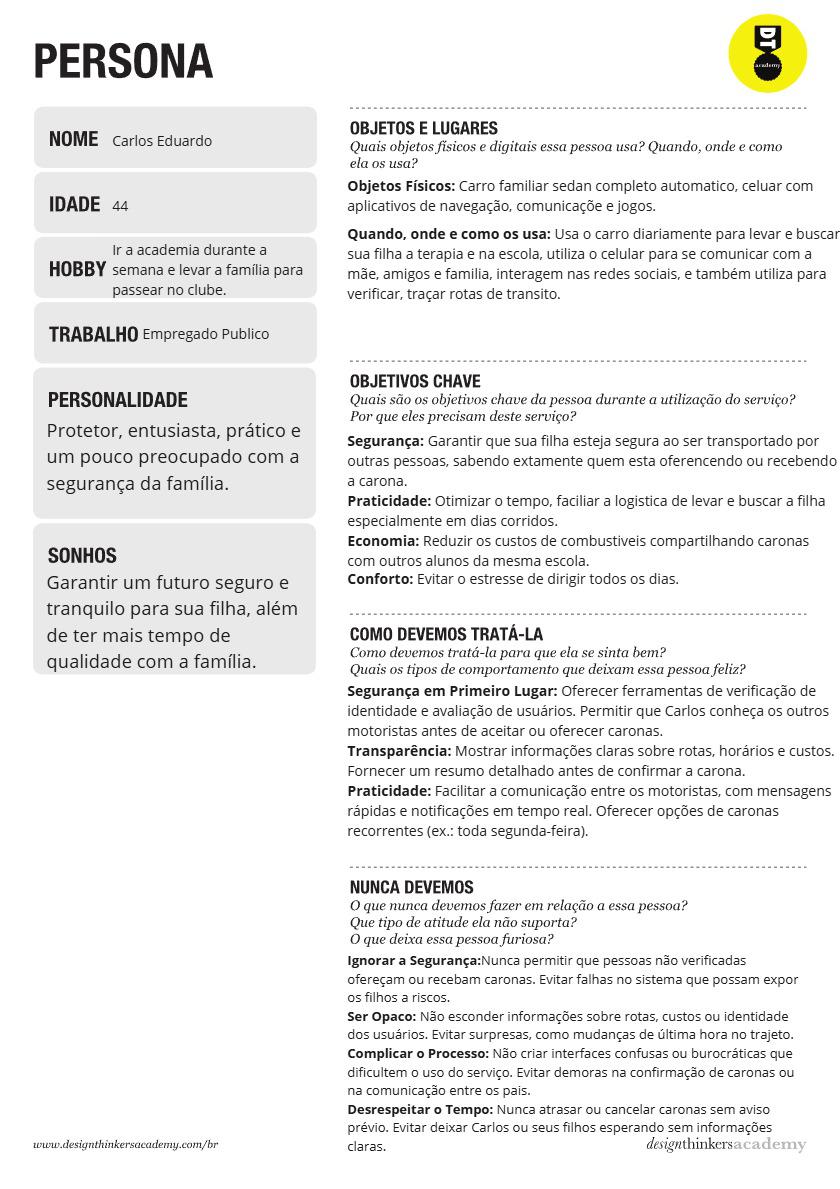 PERSONA
DT
academy
NOME Carlos Eduardo
IDADE 44
HOBBY
Ir a academia durante a
semana e levar a família para
passear no clube.
TRABALHO Empregado Publico
PERSONALIDADE
Protetor, entusiasta, prático e
um pouco preocupado com a
segurança da família.
SONHOS
Garantir um futuro seguro e
tranquilo para sua filha, além
de ter mais tempo de
qualidade com a família.
OBJETOS E LUGARES
Quais objetos físicos e digitais essa pessoa usa? Quando, onde e como
ela os usa?
Objetos Físicos: Carro familiar sedan completo automatico, celuar com
aplicativos de navegação, comunicaçõe e jogos.
Quando, onde e como os usa: Usa o carro diariamente para levar e buscar
sua filha a terapia e na escola, utiliza o celular para se comunicar com a
mãe, amigos e familia, interagem nas redes sociais, e também utiliza para
verificar, traçar rotas de transito.
OBJETIVOS CHAVE
Quais são os objetivos chave da pessoa durante a utilização do serviço?
Por que eles precisam deste serviço?
Segurança: Garantir que sua filha esteja segura ao ser transportado por
outras pessoas, sabendo extamente quem esta oferencendo ou recebendo
a carona.
Praticidade: Otimizar o tempo, faciliar a logistica de levar e buscar a filha
especialmente em dias corridos.
Economia: Reduzir os custos de combustiveis compartilhando caronas
com outros alunos da mesma escola.
Conforto: Evitar o estresse de dirigir todos os dias.
COMO DEVEMOS TRATÁ-LA
Como devemos tratá-la para que ela se sinta bem?
Quais os tipos de comportamento que deixam essa pessoa feliz?
Segurança em Primeiro Lugar: Oferecer ferramentas de verificação de
identidade e avaliação de usuários. Permitir que Carlos conheça os outros
motoristas antes de aceitar ou oferecer caronas.
Transparência: Mostrar informações claras sobre rotas, horários e custos.
Fornecer um resumo detalhado antes de confirmar a carona.
Praticidade: Facilitar a comunicação entre os motoristas, com mensagens
rápidas e notificações em tempo real. Oferecer opções de caronas
recorrentes (ex.: toda segunda-feira).
NUNCA DEVEMOS
O que nunca devemos fazer em relação a essa pessoa?
Que tipo de atitude ela não suporta?
O que deixa essa pessoa furiosa?
Ignorar a Segurança:Nunca permitir que pessoas não verificadas
ofereçam ou recebam caronas. Evitar falhas no sistema que possam expor
os filhos a riscos.
Ser Opaco: Não esconder informações sobre rotas, custos ou identidade
dos usuários. Evitar surpresas, como mudanças de última hora no trajeto.
Complicar o Processo: Não criar interfaces confusas ou burocráticas que
dificultem o uso do serviço. Evitar demoras na confirmação de caronas ou
na comunicação entre os pais.
Desrespeitar o Tempo: Nunca atrasar ou cancelar caronas sem aviso
prévio. Evitar deixar Carlos ou seus filhos esperando sem informações
claras.
www.designthinkersacademy.com/br
designthinkersacademy